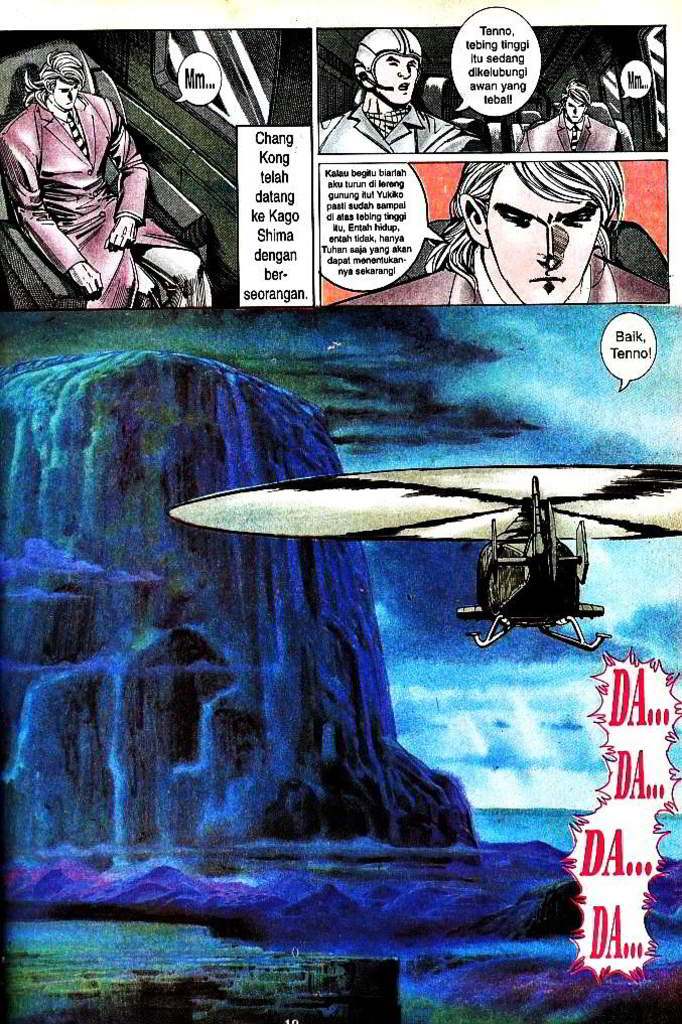 Mm...
Chang
Kong
telah
datang
ke Kago
Shima
dengan
ber-
seorangan.
Tenno,
tebing tinggi
itu sedang
dikelubungi
awan yang
tebal!
Mm...
Kalau begitu biarlah
aku turun di lereng
gunung itu! Yukiko
pasti sudah sampai
di atas tebing tinggi
itu, Entah hidup,
entah tidak, hanya
Tuhan saja yang akan
dapat menentukan-
nya sekarang!
Baik,
Tenno!
DA...
DA...
DA...
DA...